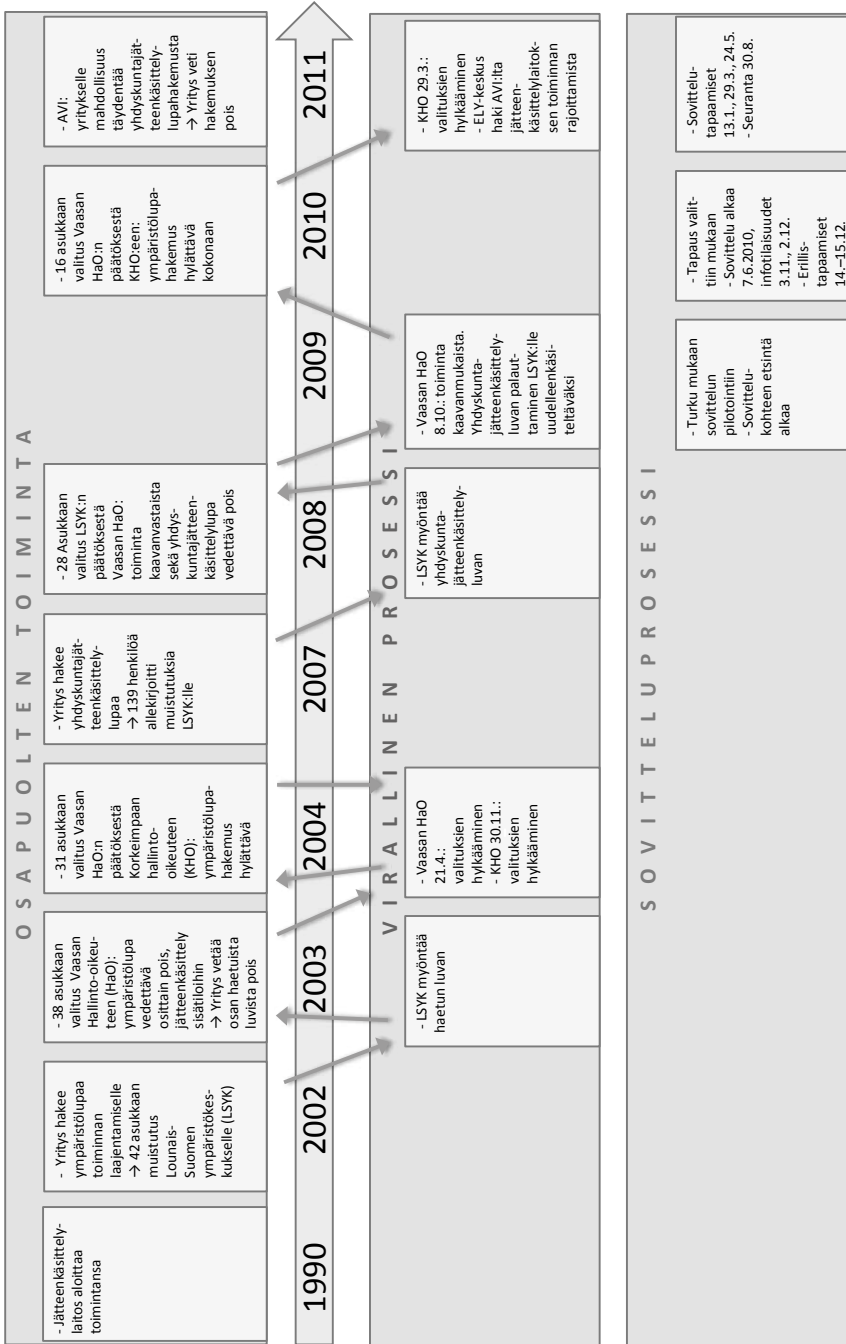 OSAPUOLTEN TOIMINTA
- Jätteenkäsittely-
laitos aloittaa
toimintansa
- Yritys hakee
ympäristölupaa
toiminnan
laajentamiselle
→ 42 asukkaan
muistutus
Lounais-
Suomen
ympäristökes-
kukselle (LSYK)
- 38 asukkaan
valitus Vaasan
Hallinto-oikeu-
teen (HaO):
ympäristölupa
vedettävä
osittain pois,
jätteenkäsittely
sisätiloihin
→ Yritys vetää
osan haetuista
luvista pois
- 31 asukkaan
valitus Vaasan
HaO:n
päätöksestä
Korkeimpaan
hallinto-
oikeuteen
(KHO):
ympäristölupa-
hakemus
hylättävä
- Yritys hakee
yhdyskuntajät-
teenkäsittely-
lupaa
→ 139 henkilöä
allekirjoitti
muistutuksia
LSYK:lle
- 28 Asukkaan
valitus LSYK:n
päätöksestä
Vaasan HaO:
toiminta
kaavanvastaista
sekä yhdys-
kuntajätteen-
käsittelylupa
vedettävä pois
- 16 asukkaan
valitus Vaasan
HaO:n
päätöksestä
KHO:een:
ympäristölupa-
hakemus
hylättävä
kokonaan
- AVI:
yritykselle
mahdollisuus
täydentää
yhdyskuntajät-
teenkäsittely-
lupahakemusta
→ Yritys veti
hakemuksen
pois
1990 2002 2003 2004 2007 2008 2009 2010 2011
VIRALLINEN PROSESSI
- LSYK myöntää
haetun luvan
- Vaasan HaO
21.4.:
valituksien
hylkääminen
- KHO 30.11.:
valituksien
hylkääminen
- LSYK myöntää
yhdyskunta-
jätteenkäsittely-
luvan
- Vaasan HaO
8.10.: toiminta
kaavanmukaista.
Yhdyskunta-
jätteenkäsittely-
luvan palaut-
taminen LSYK:lle
uudelleenkäsi-
teltäväksi
- KHO 29.3.:
valituksien
hylkääminen
- ELY-keskus
haki AVI:lta
jätteen-
käsittelylaitok-
sen toiminnan
rajoittamista
SOVITTELUPROSESSI
- Turku mukaan
sovittelun
pilotointiin
- Sovittelu-
kohteen etsintä
alkaa
- Tapaus valit-
tiin mukaan
- Sovittelu alkaa
7.6.2010,
infotilaisuudet
3.11., 2.12.
- Erillis-
tapaamiset
14.–15.12.
- Sovittelu-
tapaamiset
13.1., 29.3., 24.5.
- Seuranta 30.8.